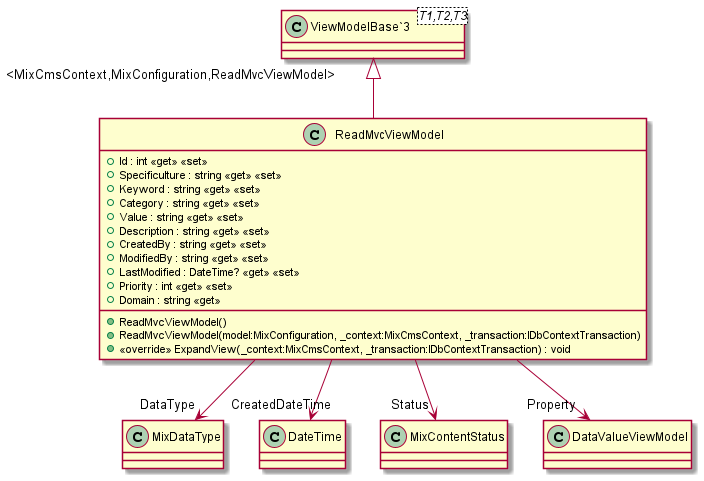 C ViewModelBase`3
T1,T2,T3
<MixCmsContext,MixConfiguration,ReadMvcViewModel>
C ReadMvcViewModel
Id : int «get» «set»
Specificulture : string «get» «set»
Keyword : string «get» «set»
Category : string «get» «set»
Value : string «get» «set»
Description : string «get» «set»
CreatedBy : string «get» «set»
ModifiedBy : string «get» «set»
LastModified : DateTime? «get» «set»
Priority : int «get» «set»
Domain : string «get»
ReadMvcViewModel()
ReadMvcViewModel(model:MixConfiguration, _context:MixCmsContext, _transaction:IDbContextTransaction)
«override» ExpandView(_context:MixCmsContext, _transaction:IDbContextTransaction) : void
DataType
CreatedDateTime
Status
Property
C MixDataType
C DateTime
C MixContentStatus
C DataValueViewModel